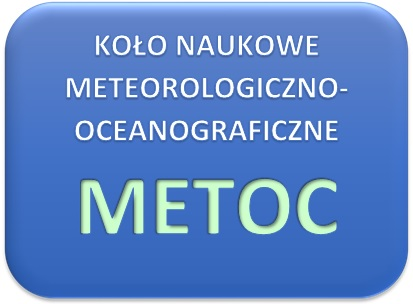 KOŁO NAUKOWE
METEOROLOGICZNO-
OCEANOGRAFICZNE
METOC